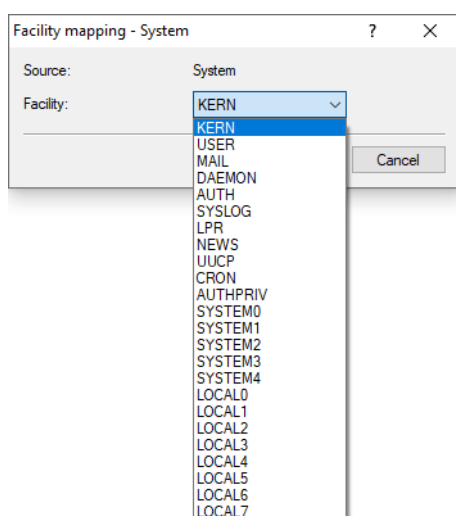 Facility mapping - System ? ×
Source: System
Facility: KERN
KERN
USER
MAIL
Cancel
DAEMON
AUTH
SYSLOG
LPR
NEWS
UUCP
CRON
AUTHPRIV
SYSTEM0
SYSTEM1
SYSTEM2
SYSTEM3
SYSTEM4
LOCAL0
LOCAL1
LOCAL2
LOCAL3
LOCAL4
LOCAL5
LOCAL6
LOCAL7